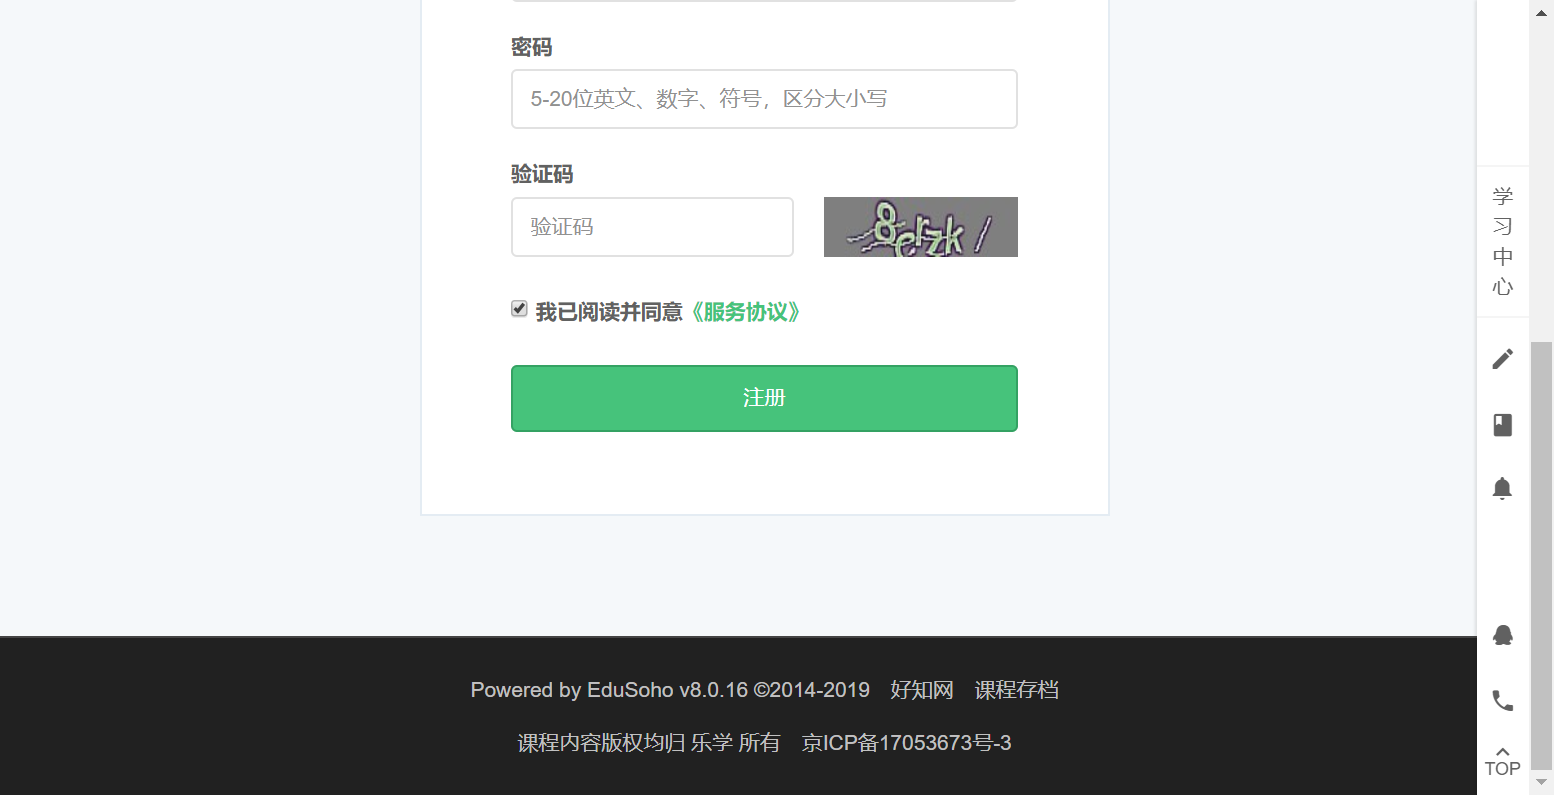 密码
5-20位英文、数字、符号，区分大小写
验证码
验证码
8crzk
我已阅读并同意《服务协议》
注册
学习中心
Powered by EduSoho v8.0.16 ©2014-2019 好知网 课程存档
课程内容版权均归 乐学 所有 京ICP备17053673号-3
TOP